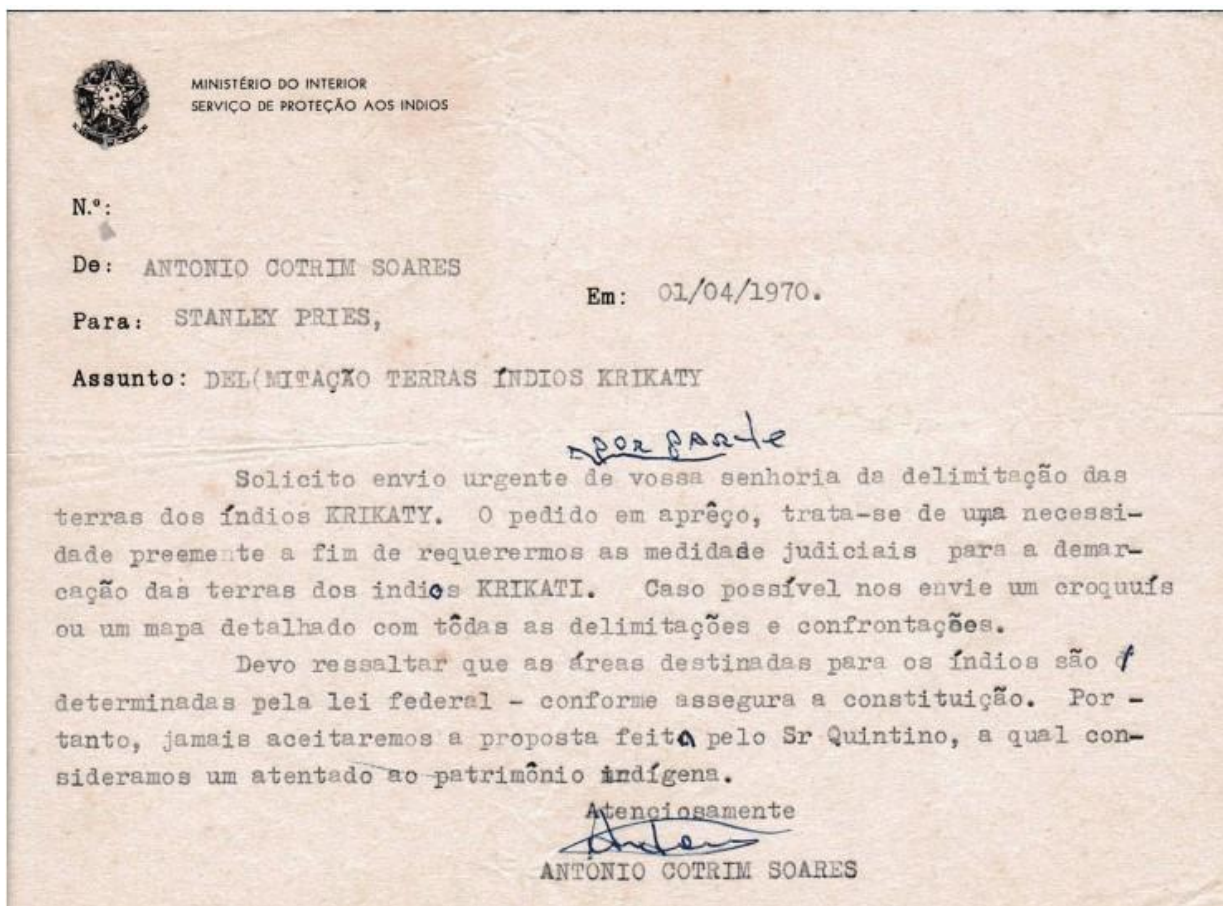 MINISTÉRIO DO INTERIOR
SERVIÇO DE PROTEÇÃO AOS INDIOS
N.º:
De: ANTONIO COTRIM SOARES
Em: 01/04/1970.
Para: STANLEY PRIES,
Assunto: DEL(MITAÇÃO TERRAS ÍNDIOS KRIKATY
por parte
Solicito envio urgente de vossa senhoria da delimitação das
terras dos índios KRIKATY. O pedido em aprêço, trata-se de uma necessi-
dade premente a fim de requerermos as medidade judiciais para a demar-
cação das terras dos indios KRIKATI. Caso possível nos envie um croquuís
ou um mapa detalhado com tôdas as delimitações e confrontações.
Devo ressaltar que as áreas destinadas para os índios são
determinadas pela lei federal - conforme assegura a constituição. Por -
tanto, jamais aceitaremos a proposta feita pelo Sr Quintino, a qual con-
sideramos um atentado ao patrimônio indígena.
Atenciosamente
ANTONIO COTRIM SOARES